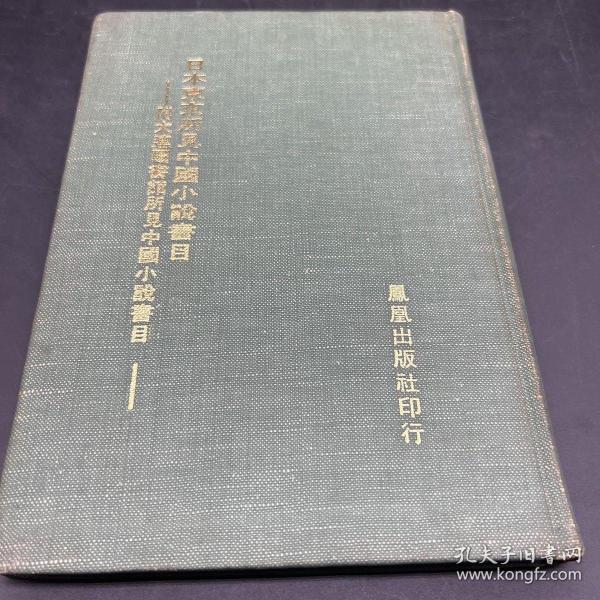 日本東京所見中國小說書目
——附大連圖書館所見中國小說書目——
鳳凰出版社印行
孔夫子旧书网
www.kongfz.com